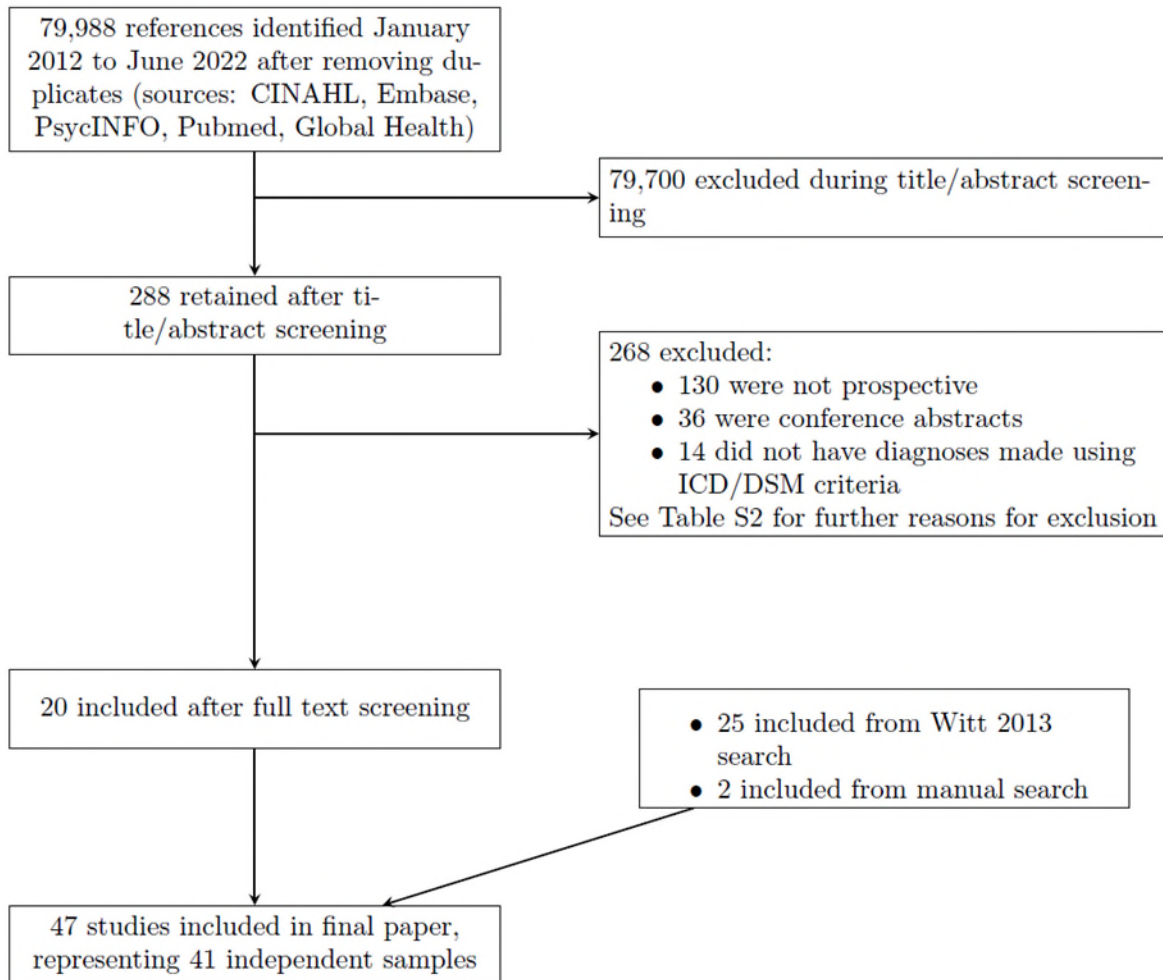 79,988 references identified January
2012 to June 2022 after removing du-
plicates (sources: CINAHL, Embase,
PsycINFO, Pubmed, Global Health)
79,700 excluded during title/abstract screen-
ing
288 retained after ti-
tle/abstract screening
268 excluded:
• 130 were not prospective
• 36 were conference abstracts
• 14 did not have diagnoses made using
ICD/DSM criteria
See Table S2 for further reasons for exclusion
20 included after full text screening
• 25 included from Witt 2013
search
• 2 included from manual search
47 studies included in final paper,
representing 41 independent samples